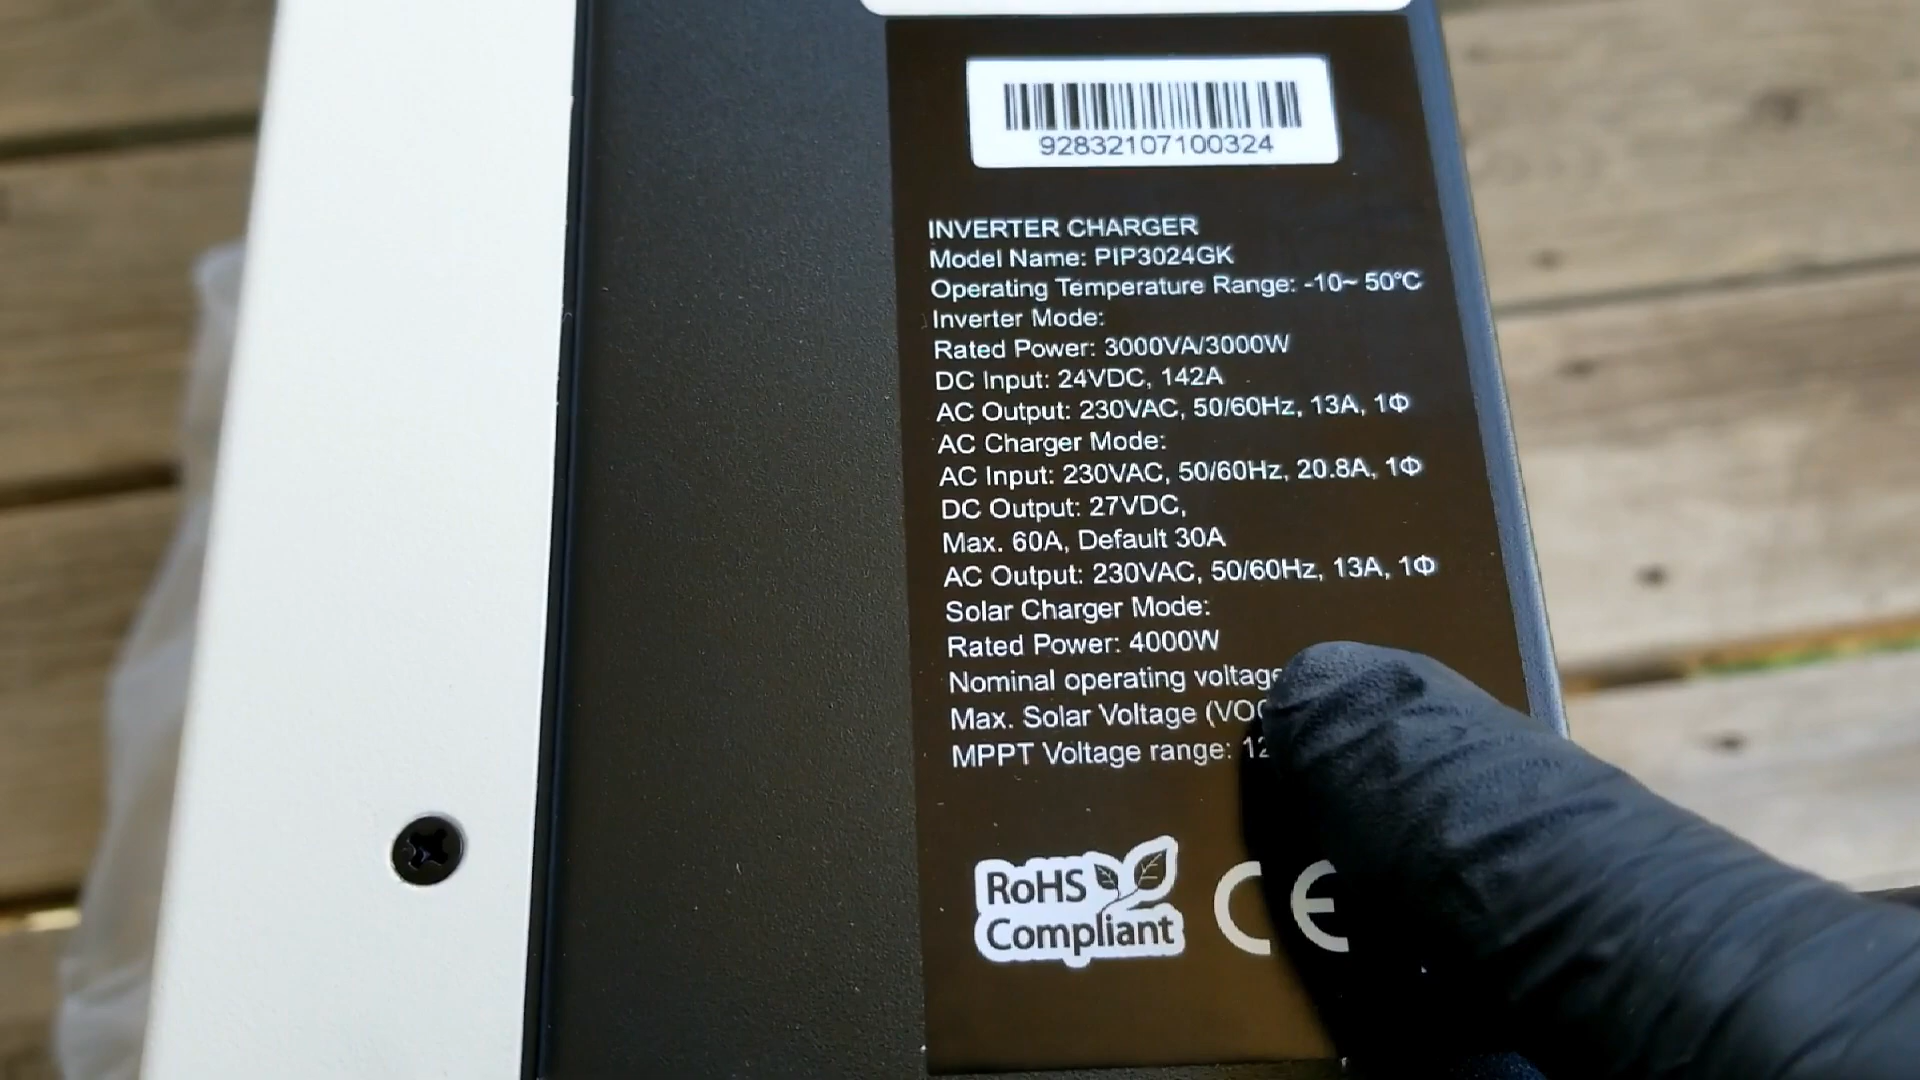 92832107100324
INVERTER CHARGER
Model Name: PIP3024GK
Operating Temperature Range: -10~ 50°C
Inverter Mode:
Rated Power: 3000VA/3000W
DC Input: 24VDC, 142A
AC Output: 230VAC, 50/60Hz, 13A, 1Φ
AC Charger Mode:
AC Input: 230VAC, 50/60Hz, 20.8A, 1Φ
DC Output: 27VDC,
Max. 60A, Default 30A
AC Output: 230VAC, 50/60Hz, 13A, 1Φ
Solar Charger Mode:
Rated Power: 4000W
Nominal operating voltage
Max. Solar Voltage
MPPT Voltage range:
RoHS
Compliant
CE